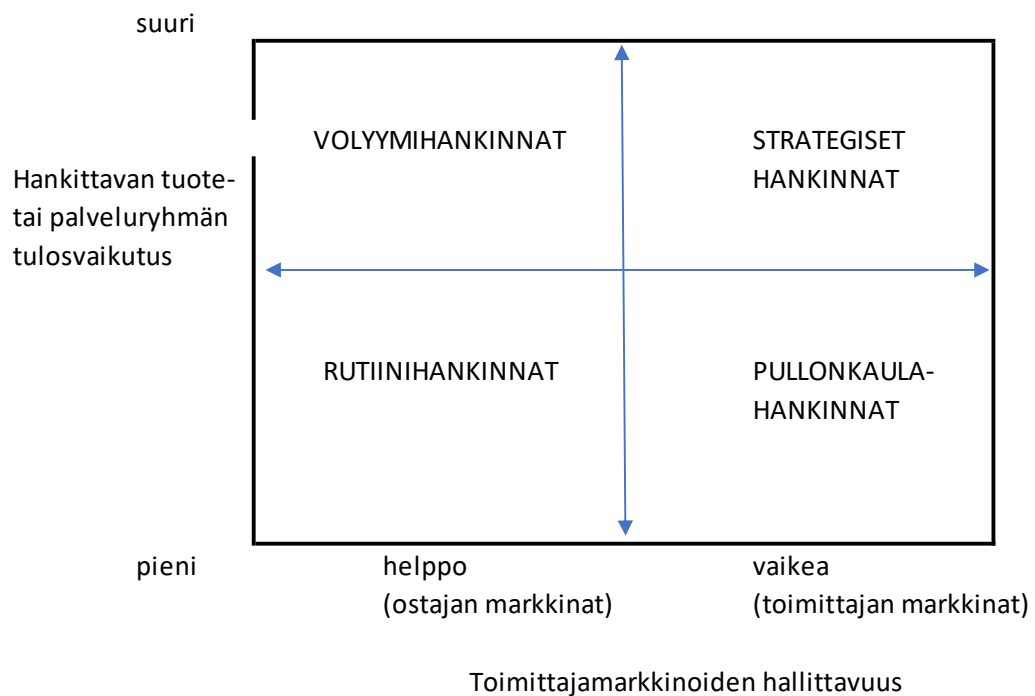 suuri
VOLYYMIHANKINNAT
STRATEGISET
HANKINNAT
Hankittavan tuote-
tai palveluryhmän
tulosvaikutus
RUTIINIHANKINNAT
PULLONKAULA-
HANKINNAT
pieni
helppo
(ostajan markkinat)
vaikea
(toimittajan markkinat)
Toimittajamarkkinoiden hallittavuus